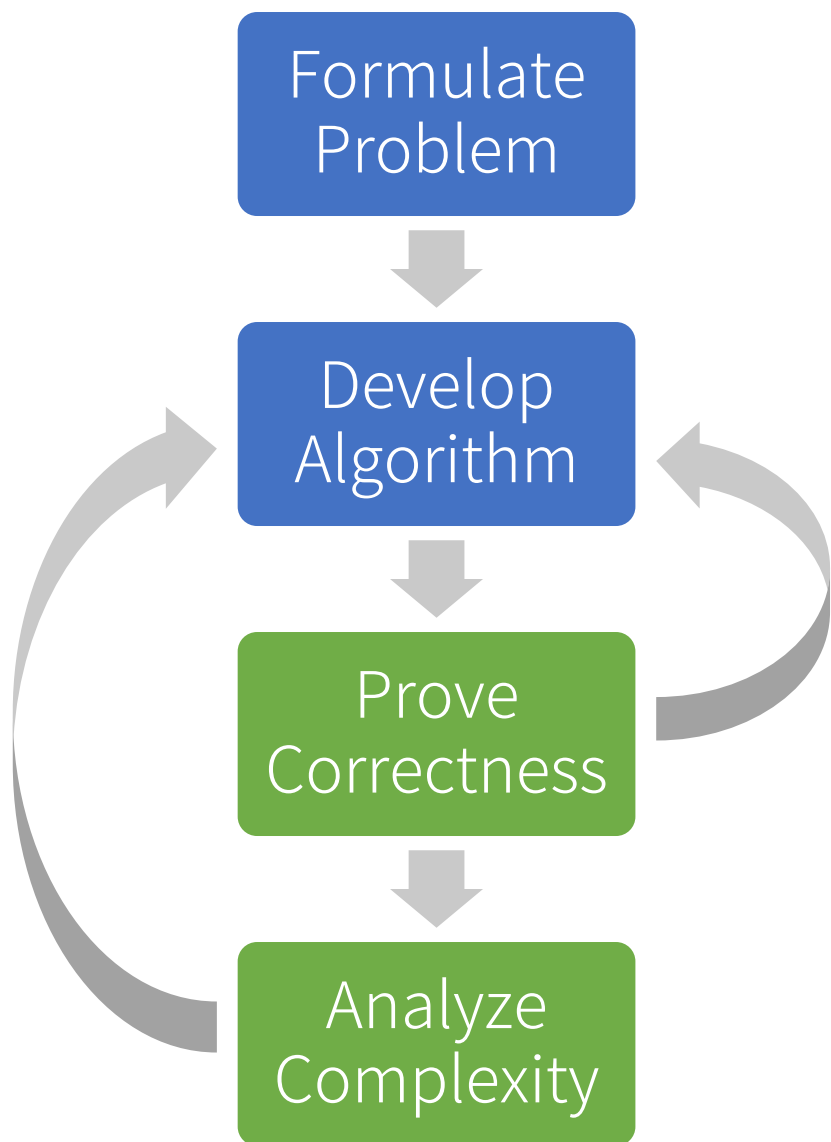 Formulate
Problem
Develop
Algorithm
Prove
Correctness
Analyze
Complexity